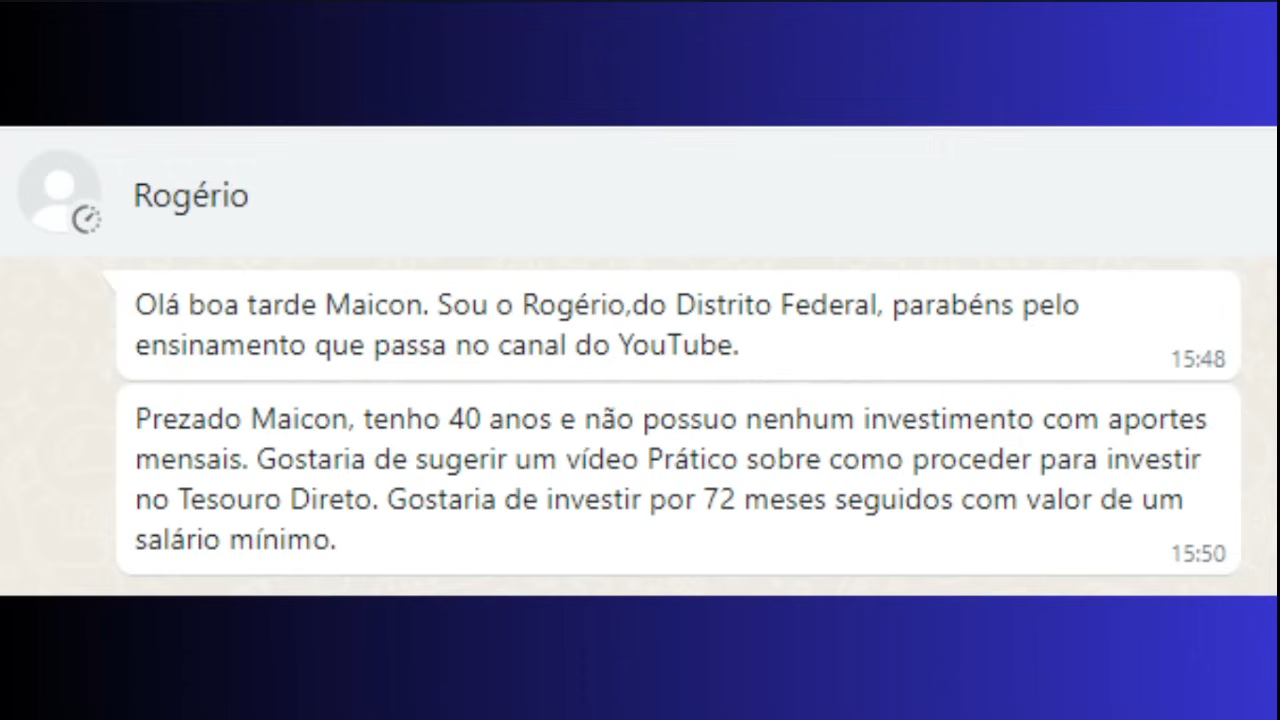 Rogério
Olá boa tarde Maicon. Sou o Rogério,do Distrito Federal, parabéns pelo
ensinamento que passa no canal do YouTube.
15:48
Prezado Maicon, tenho 40 anos e não possuo nenhum investimento com aportes
mensais. Gostaria de sugerir um vídeo Prático sobre como proceder para investir
no Tesouro Direto. Gostaria de investir por 72 meses seguidos com valor de um
salário mínimo.
15:50